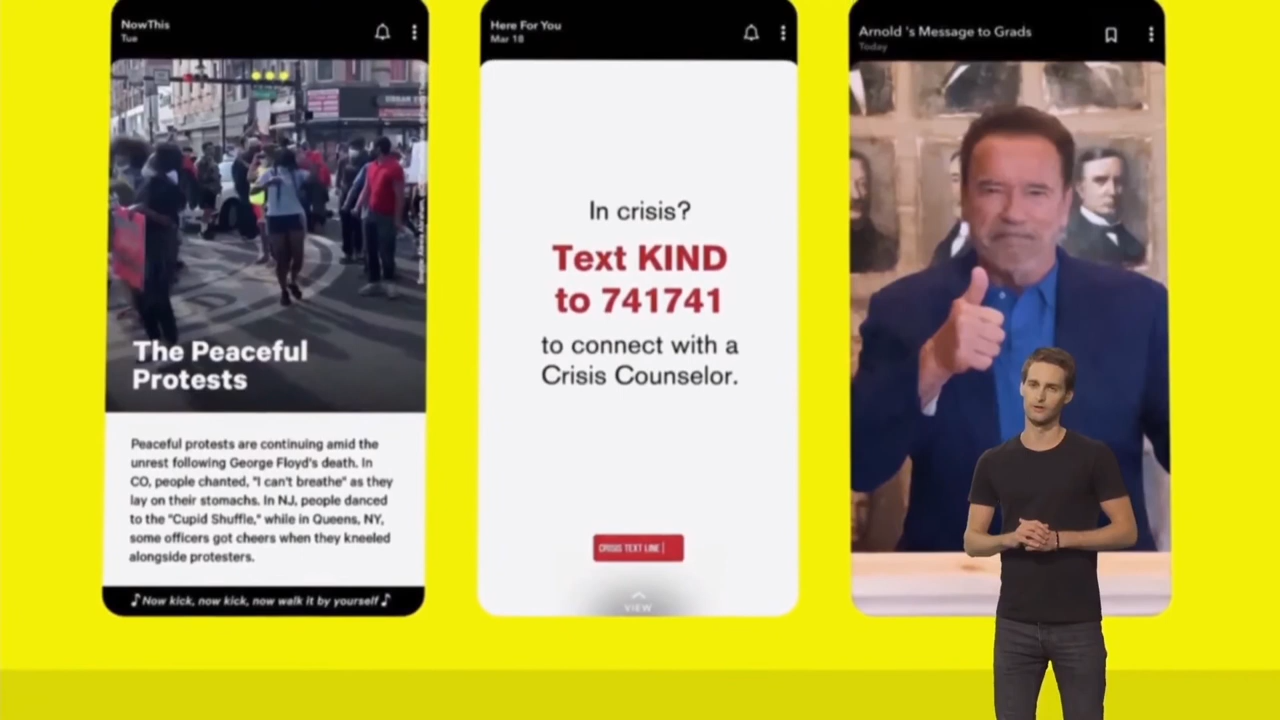 NowThis
Tue
The Peaceful
Protests
Peaceful protests are continuing amid the
unrest following George Floyd's death. In
CO, people chanted, "I can't breathe" as they
lay on their stomachs. In NJ, people danced
to the "Cupid Shuffle," while in Queens, NY,
some officers got cheers when they kneeled
alongside protesters.
♪ Now kick, now kick, now walk it by yourself ♪
Here For You
Mar 18
In crisis?
Text KIND
to 741741
to connect with a
Crisis Counselor.
CRISIS TEXT LINE |
VIEW
Arnold 's Message to Grads
Today